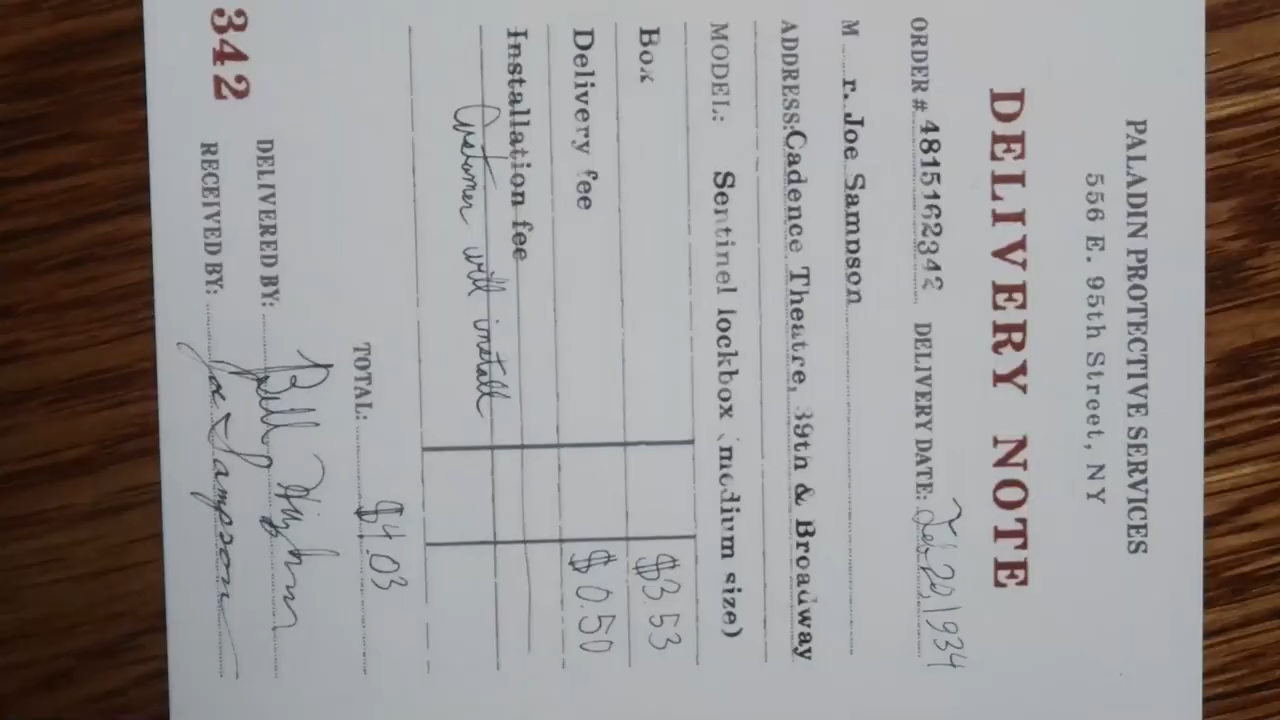 PALADIN PROTECTIVE SERVICES
556 E. 95th Street, NY
DELIVERY NOTE
ORDER # 4815162342 DELIVERY DATE: Feb 20 1934
M r. Joe Sampson
ADDRESS: Cadence Theatre, 39th & Broadway
MODEL: Sentinel lockbox (medium size)
Box $3.53
Delivery fee $0.50
Installation fee
Customer will install
TOTAL: $4.03
DELIVERED BY: Bill
RECEIVED BY: Joe Sampson
342